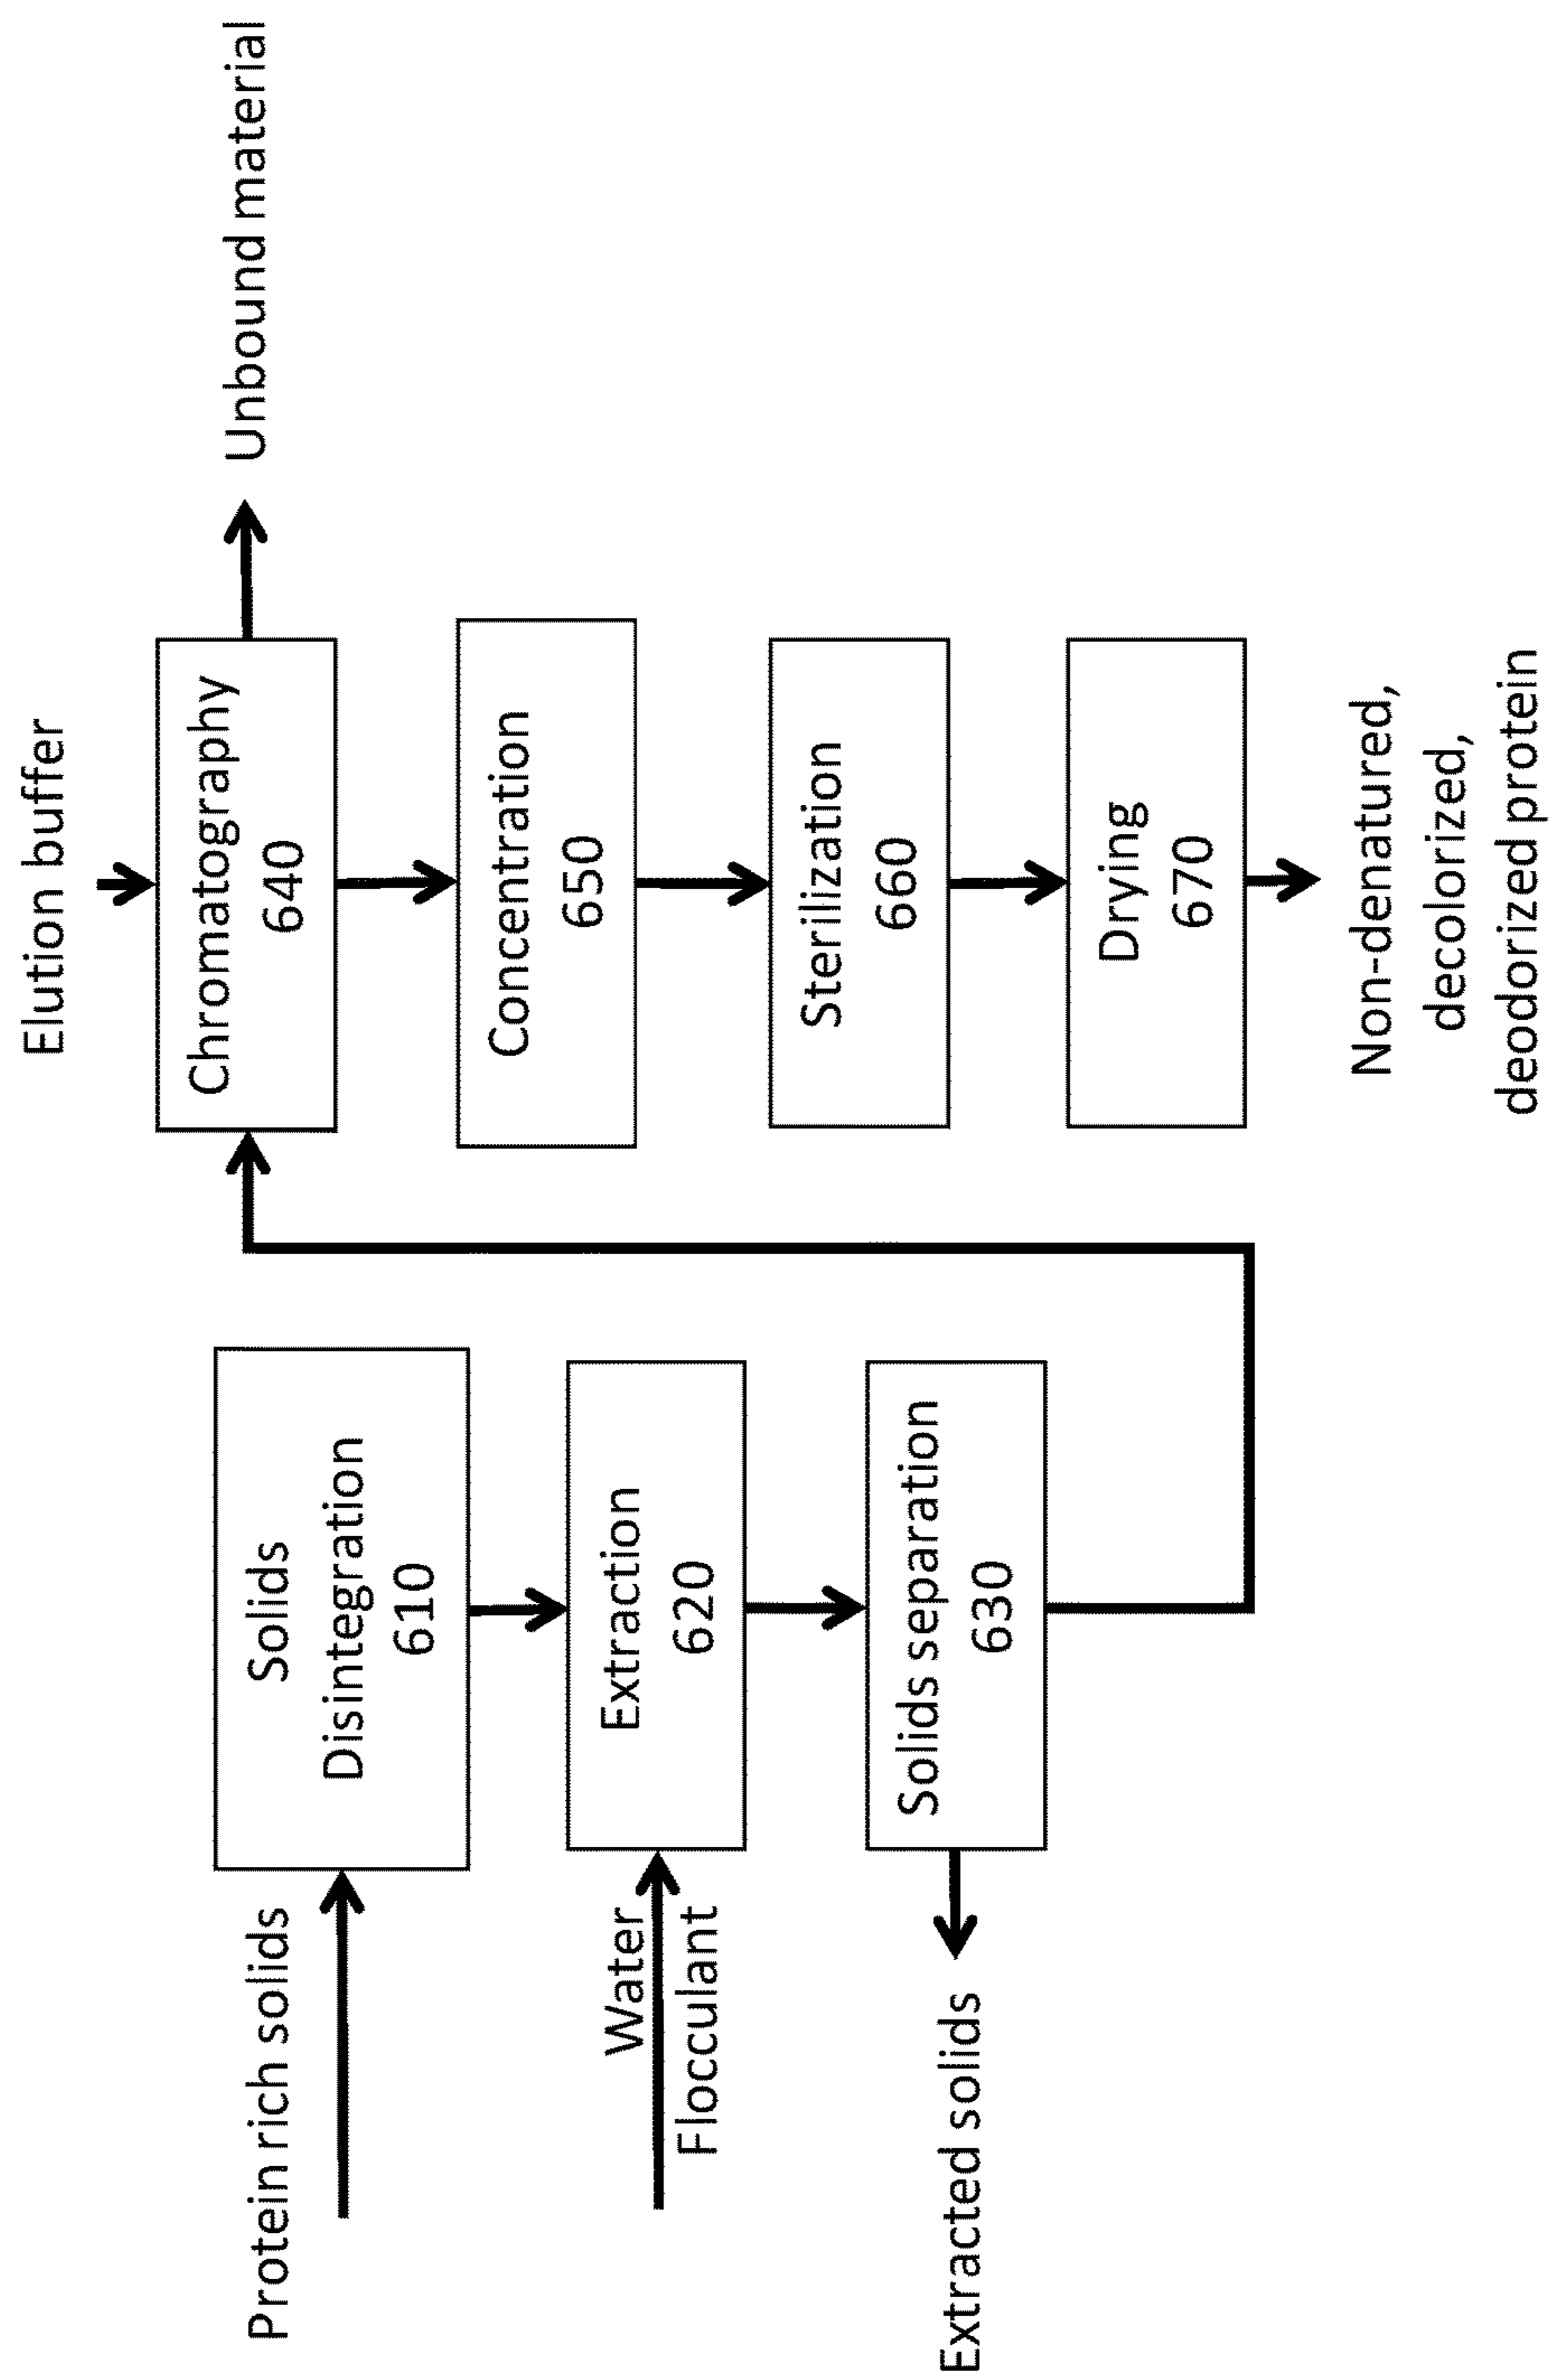 Protein rich solids
Solids
Disintegration
610
Water
Flocculant
Extraction
620
Extracted solids
Solids separation
630
Elution buffer
Chromatography
640
Unbound material
Concentration
650
Sterilization
660
Drying
670
Non-denatured,
decolorized,
deodorized protein